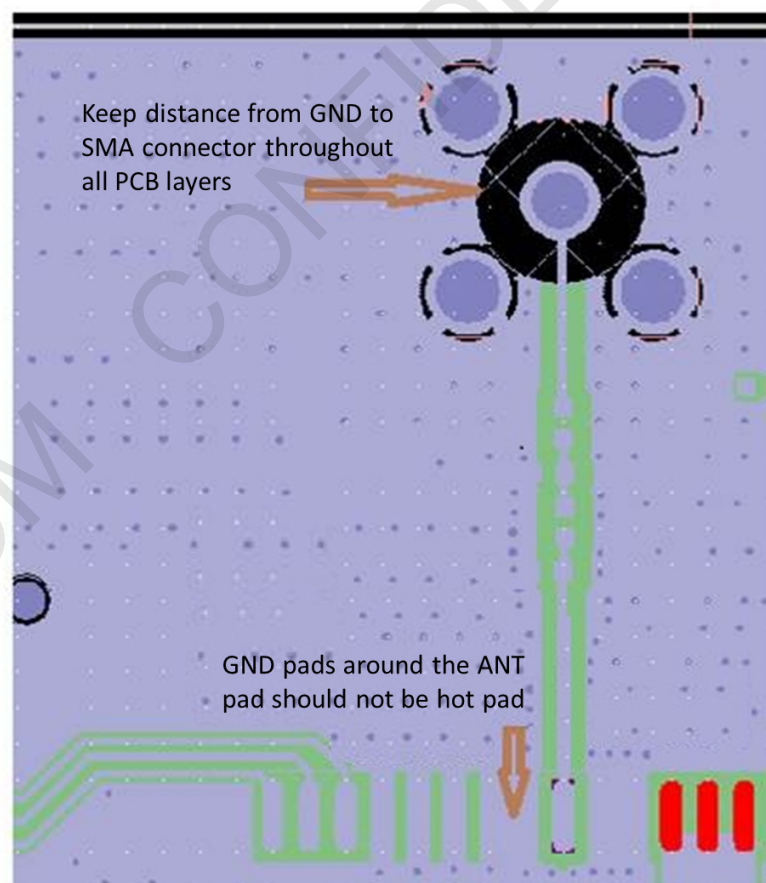 Keep distance from GND to
SMA connector throughout
all PCB layers
GND pads around the ANT
pad should not be hot pad